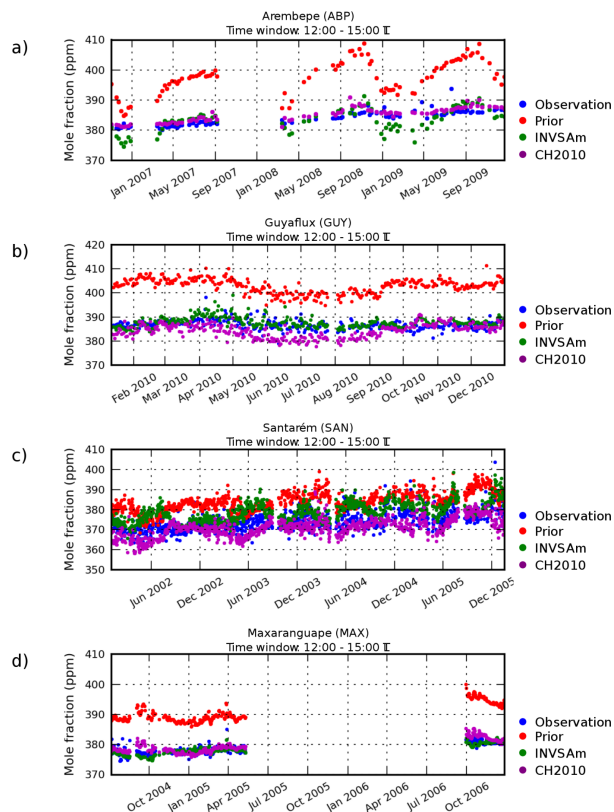 Arembepe (ABP)
Time window: 12:00 - 15:00 LT
a)
Mole fraction (ppm)
410
400
390
380
370
360
Observation
Prior
INVSAm
CH2010
Jan 2007
May 2007
Sep 2007
Jan 2008
May 2008
Sep 2008
Jan 2009
May 2009
Sep 2009
Guyaflux (GUY)
Time window: 12:00 - 15:00 LT
b)
Mole fraction (ppm)
420
410
400
390
380
370
Observation
Prior
INVSAm
CH2010
Feb 2010
Mar 2010
Apr 2010
May 2010
Jun 2010
Jul 2010
Aug 2010
Sep 2010
Oct 2010
Nov 2010
Dec 2010
Santarém (SAN)
Time window: 12:00 - 15:00 LT
c)
Mole fraction (ppm)
410
400
390
380
370
360
350
Observation
Prior
INVSAm
CH2010
Jun 2002
Dec 2002
Jun 2003
Dec 2003
Jun 2004
Dec 2004
Jun 2005
Dec 2005
Maxaranguape (MAX)
Time window: 12:00 - 15:00 LT
d)
Mole fraction (ppm)
410
400
390
380
370
Observation
Prior
INVSAm
CH2010
Oct 2004
Jan 2005
Apr 2005
Jul 2005
Oct 2005
Jan 2006
Apr 2006
Jul 2006
Oct 2006